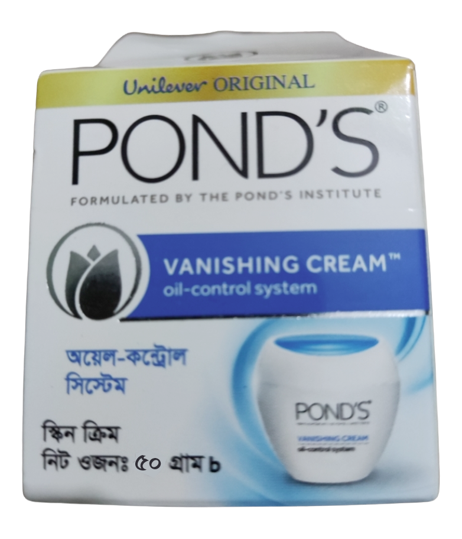 Unilever ORIGINAL
POND'S®
FORMULATED BY THE POND'S INSTITUTE
VANISHING CREAM™
oil-control system
অয়েল-কন্ট্রোল
সিস্টেম
স্কিন ক্রিম
নিট ওজনঃ ৫০ গ্রাম b
POND'S
VANISHING CREAM
oil-control system